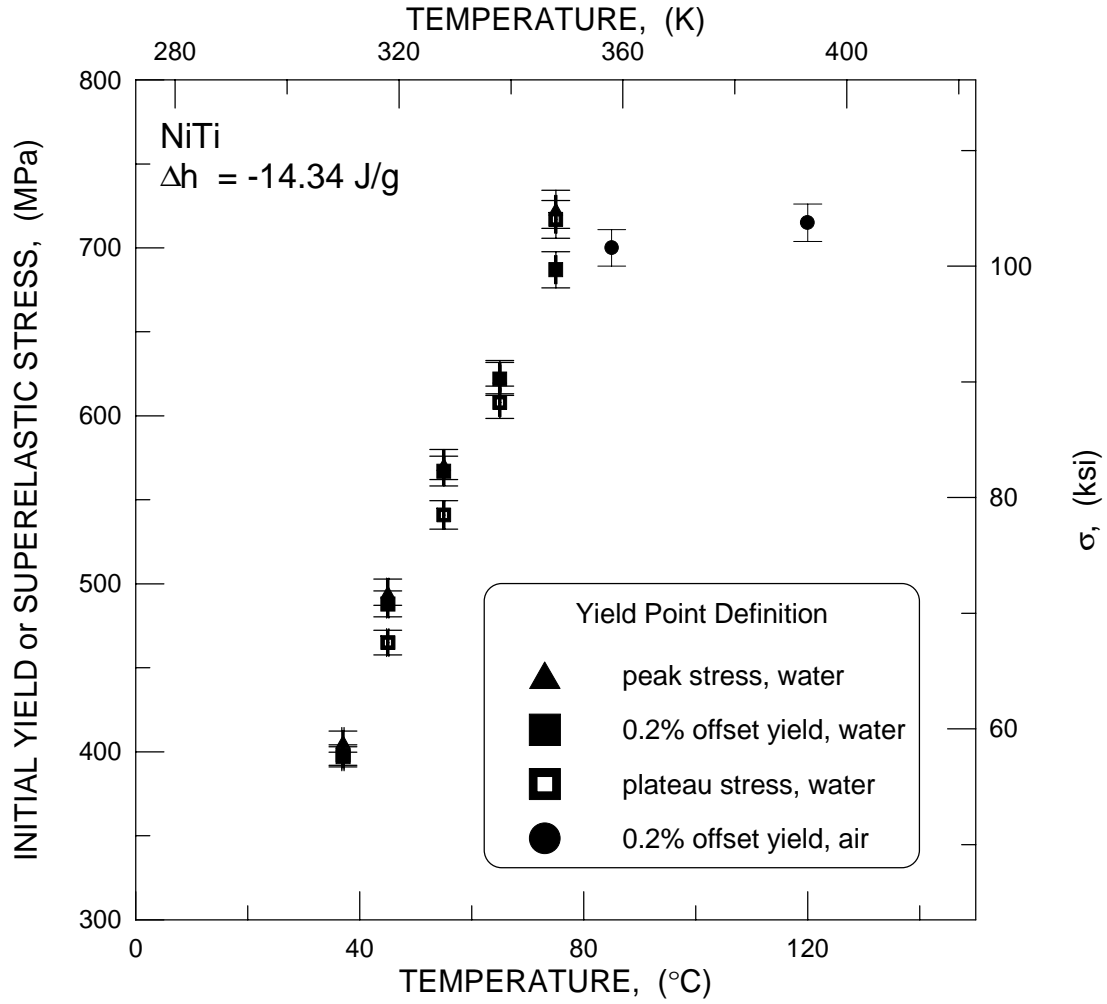 TEMPERATURE, (K)
280 320 360 400
INITIAL YIELD or SUPERELASTIC STRESS, (MPa)
800
700
600
500
400
300
NiTi
Δh = -14.34 J/g
100
80
60
σ, (ksi)
Yield Point Definition
peak stress, water
0.2% offset yield, water
plateau stress, water
0.2% offset yield, air
0 40 80 120
TEMPERATURE, (°C)